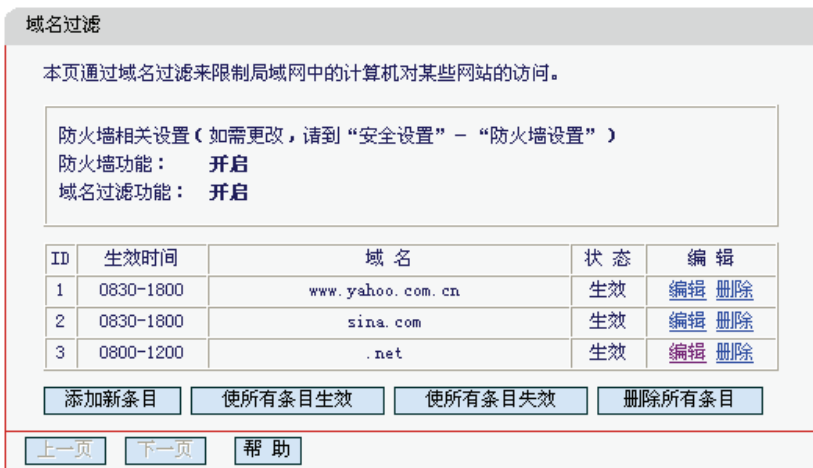 域名过滤
本页通过域名过滤来限制局域网中的计算机对某些网站的访问。
防火墙相关设置(如需更改,请到“安全设置”-“防火墙设置”)
防火墙功能： 开启
域名过滤功能： 开启
ID 生效时间 域 名 状 态 编 辑
1 0830-1800 www.yahoo.com.cn 生效 编辑 删除
2 0830-1800 sina.com 生效 编辑 删除
3 0800-1200 .net 生效 编辑 删除
添加新条目 使所有条目生效 使所有条目失效 删除所有条目
上一页 下一页 帮 助